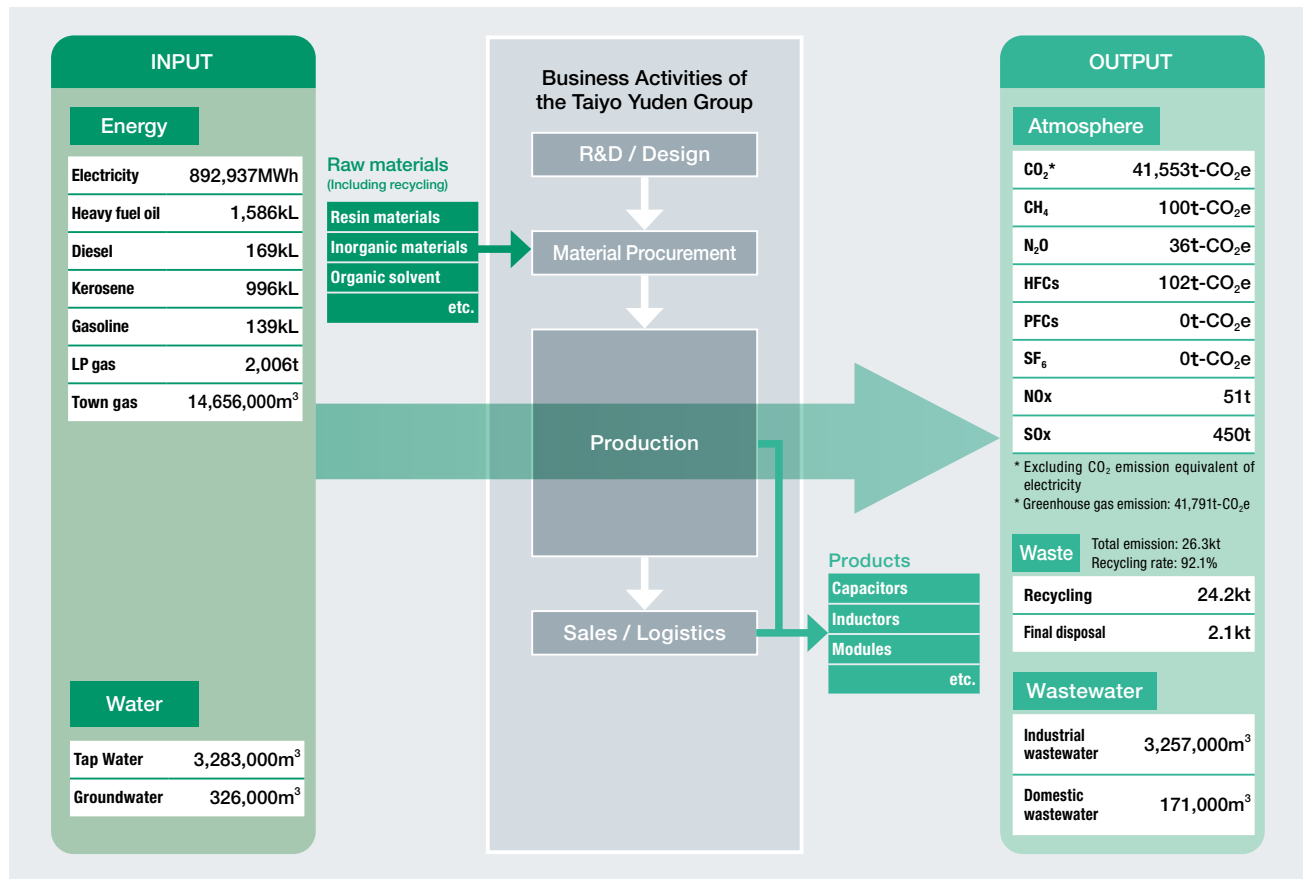 INPUT
Energy
Electricity 892,937MWh
Heavy fuel oil 1,586kL
Diesel 169kL
Kerosene 996kL
Gasoline 139kL
LP gas 2,006t
Town gas 14,656,000m³
Water
Tap Water 3,283,000m³
Groundwater 326,000m³
Raw materials
(Including recycling)
Resin materials
Inorganic materials
Organic solvent
etc.
Business Activities of
the Taiyo Yuden Group
R&D / Design
Material Procurement
Production
Sales / Logistics
Products
Capacitors
Inductors
Modules
etc.
OUTPUT
Atmosphere
CO₂* 41,553t-CO₂e
CH₄ 100t-CO₂e
N₂O 36t-CO₂e
HFCs 102t-CO₂e
PFCs 0t-CO₂e
SF₆ 0t-CO₂e
NOx 51t
SOx 450t
* Excluding CO₂ emission equivalent of
electricity
* Greenhouse gas emission: 41,791t-CO₂e
Waste
Total emission: 26.3kt
Recycling rate: 92.1%
Recycling 24.2kt
Final disposal 2.1kt
Wastewater
Industrial
wastewater 3,257,000m³
Domestic
wastewater 171,000m³